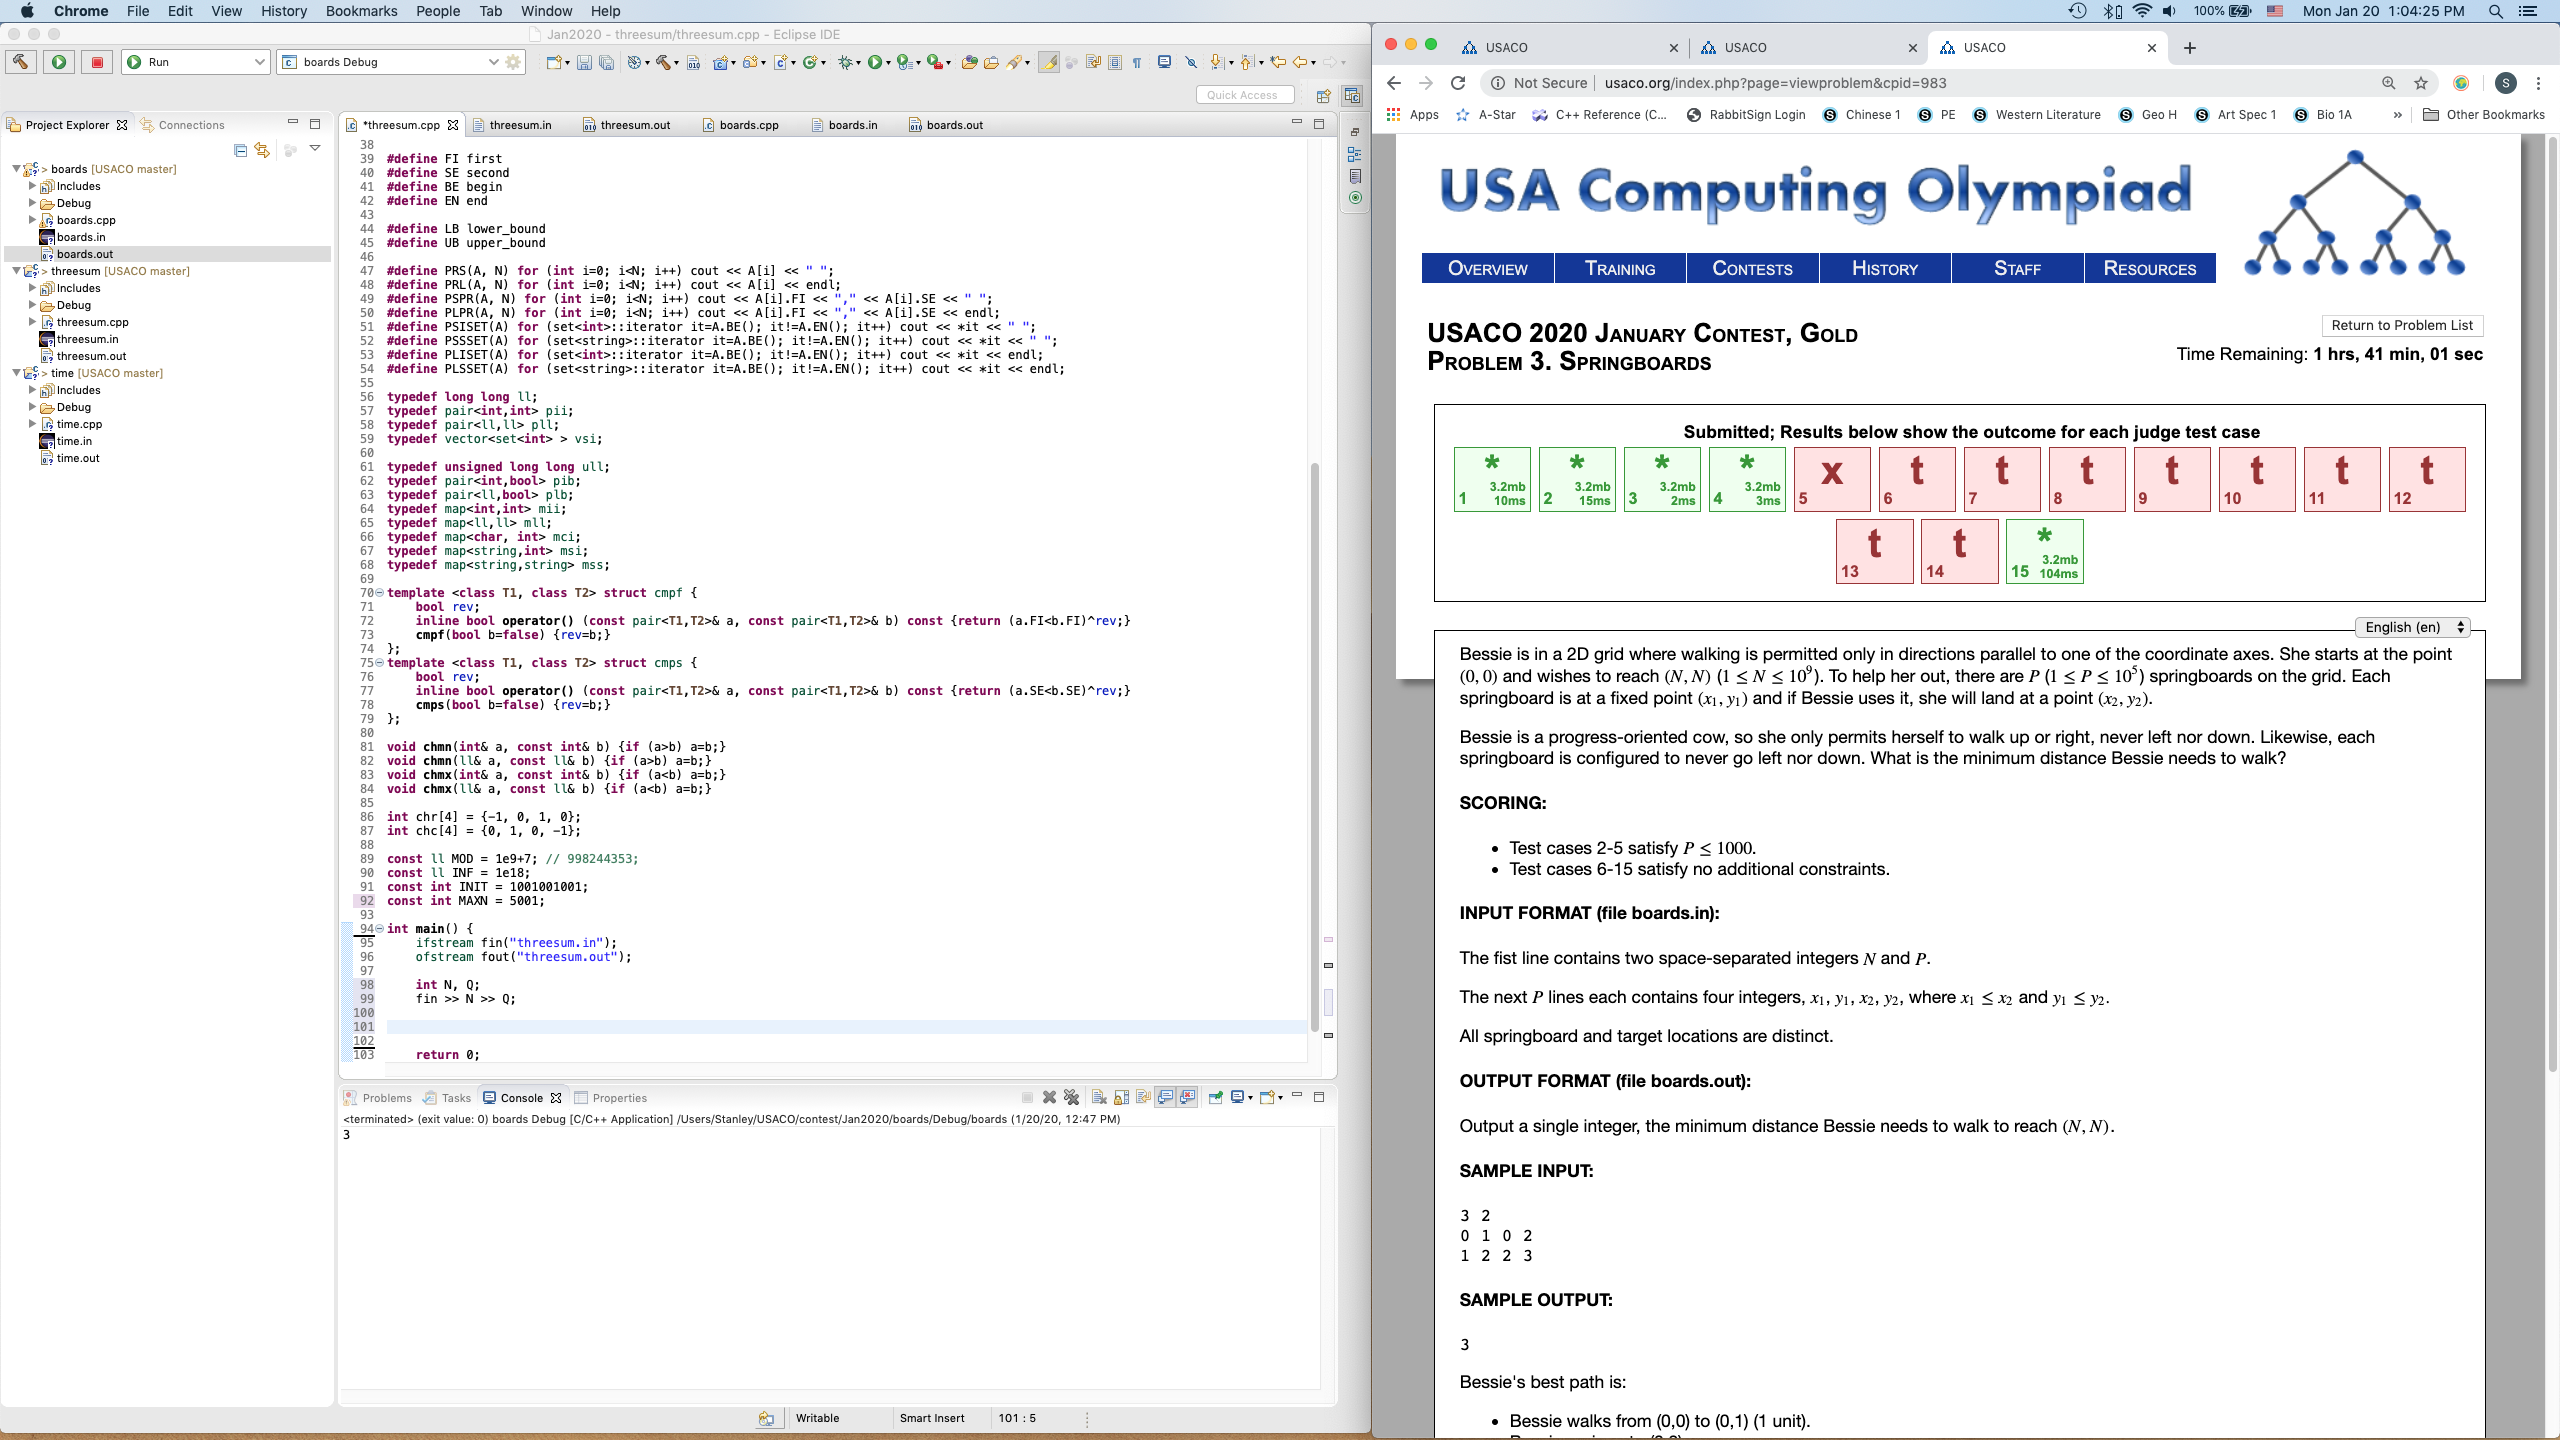 Chrome File Edit View History Bookmarks People Tab Window Help
100% Mon Jan 20 1:04:25 PM
Jan2020 - threesum/threesum.cpp - Eclipse IDE
Run boards Debug
Quick Access
Project Explorer Connections
> boards [USACO master]
Includes
Debug
boards.cpp
boards.in
boards.out
> threesum [USACO master]
Includes
Debug
threesum.cpp
threesum.in
threesum.out
> time [USACO master]
Includes
Debug
time.cpp
time.in
time.out
*threesum.cpp threesum.in threesum.out boards.cpp boards.in boards.out
38
39 #define FI first
40 #define SE second
41 #define BE begin
42 #define EN end
43
44 #define LB lower_bound
45 #define UB upper_bound
46
47 #define PRS(A, N) for (int i=0; i<N; i++) cout << A[i] << " ";
48 #define PRL(A, N) for (int i=0; i<N; i++) cout << A[i] << endl;
49 #define PSPR(A, N) for (int i=0; i<N; i++) cout << A[i].FI << "," << A[i].SE << " ";
50 #define PLPR(A, N) for (int i=0; i<N; i++) cout << A[i].FI << "," << A[i].SE << endl;
51 #define PSISET(A) for (set<int>::iterator it=A.BE(); it!=A.EN(); it++) cout << *it << " ";
52 #define PSSSET(A) for (set<string>::iterator it=A.BE(); it!=A.EN(); it++) cout << *it << " ";
53 #define PLISET(A) for (set<int>::iterator it=A.BE(); it!=A.EN(); it++) cout << *it << endl;
54 #define PLSSET(A) for (set<string>::iterator it=A.BE(); it!=A.EN(); it++) cout << *it << endl;
55
56 typedef long long ll;
57 typedef pair<int,int> pii;
58 typedef pair<ll,ll> pll;
59 typedef vector<set<int> > vsi;
60
61 typedef unsigned long long ull;
62 typedef pair<int,bool> pib;
63 typedef pair<ll,bool> plb;
64 typedef map<int,int> mii;
65 typedef map<ll,ll> mll;
66 typedef map<char, int> mci;
67 typedef map<string,int> msi;
68 typedef map<string,string> mss;
69
70 template <class T1, class T2> struct cmpf {
71 bool rev;
72 inline bool operator() (const pair<T1,T2>& a, const pair<T1,T2>& b) const {return (a.FI<b.FI)^rev;}
73 cmpf(bool b=false) {rev=b;}
74 };
75 template <class T1, class T2> struct cmps {
76 bool rev;
77 inline bool operator() (const pair<T1,T2>& a, const pair<T1,T2>& b) const {return (a.SE<b.SE)^rev;}
78 cmps(bool b=false) {rev=b;}
79 };
80
81 void chmn(int& a, const int& b) {if (a>b) a=b;}
82 void chmn(ll& a, const ll& b) {if (a>b) a=b;}
83 void chmx(int& a, const int& b) {if (a<b) a=b;}
84 void chmx(ll& a, const ll& b) {if (a<b) a=b;}
85
86 int chr[4] = {-1, 0, 1, 0};
87 int chc[4] = {0, 1, 0, -1};
88
89 const ll MOD = 1e9+7; // 998244353;
90 const ll INF = 1e18;
91 const int INIT = 1001001001;
92 const int MAXN = 5001;
93
94 int main() {
95 ifstream fin("threesum.in");
96 ofstream fout("threesum.out");
97
98 int N, Q;
99 fin >> N >> Q;
100
101
102
103 return 0;
Problems Tasks Console Properties
<terminated> (exit value: 0) boards Debug [C/C++ Application] /Users/Stanley/USACO/contest/Jan2020/boards/Debug/boards (1/20/20, 12:47 PM)
3
Writable Smart Insert 101 : 5
USACO USACO USACO
Not Secure usaco.org/index.php?page=viewproblem&cpid=983 S
Apps A-Star C++ Reference (C... RabbitSign Login Chinese 1 PE Western Literature Geo H Art Spec 1 Bio 1A » Other Bookmarks
USA Computing Olympiad
OVERVIEW TRAINING CONTESTS HISTORY STAFF RESOURCES
USACO 2020 JANUARY CONTEST, GOLD
PROBLEM 3. SPRINGBOARDS
Return to Problem List
Time Remaining: 1 hrs, 41 min, 01 sec
Submitted; Results below show the outcome for each judge test case
* * * * x t t t t t t t
3.2mb 3.2mb 3.2mb 3.2mb
1 10ms 2 15ms 3 2ms 4 3ms 5 6 7 8 9 10 11 12
t t *
3.2mb
13 14 15 104ms
English (en)
Bessie is in a 2D grid where walking is permitted only in directions parallel to one of the coordinate axes. She starts at the point
(0, 0) and wishes to reach (N, N) (1 ≤ N ≤ 10⁹). To help her out, there are P (1 ≤ P ≤ 10⁵) springboards on the grid. Each
springboard is at a fixed point (x₁, y₁) and if Bessie uses it, she will land at a point (x₂, y₂).
Bessie is a progress-oriented cow, so she only permits herself to walk up or right, never left nor down. Likewise, each
springboard is configured to never go left nor down. What is the minimum distance Bessie needs to walk?
SCORING:
• Test cases 2-5 satisfy P ≤ 1000.
• Test cases 6-15 satisfy no additional constraints.
INPUT FORMAT (file boards.in):
The fist line contains two space-separated integers N and P.
The next P lines each contains four integers, x₁, y₁, x₂, y₂, where x₁ ≤ x₂ and y₁ ≤ y₂.
All springboard and target locations are distinct.
OUTPUT FORMAT (file boards.out):
Output a single integer, the minimum distance Bessie needs to walk to reach (N, N).
SAMPLE INPUT:
3 2
0 1 0 2
1 2 2 3
SAMPLE OUTPUT:
3
Bessie's best path is:
• Bessie walks from (0,0) to (0,1) (1 unit).